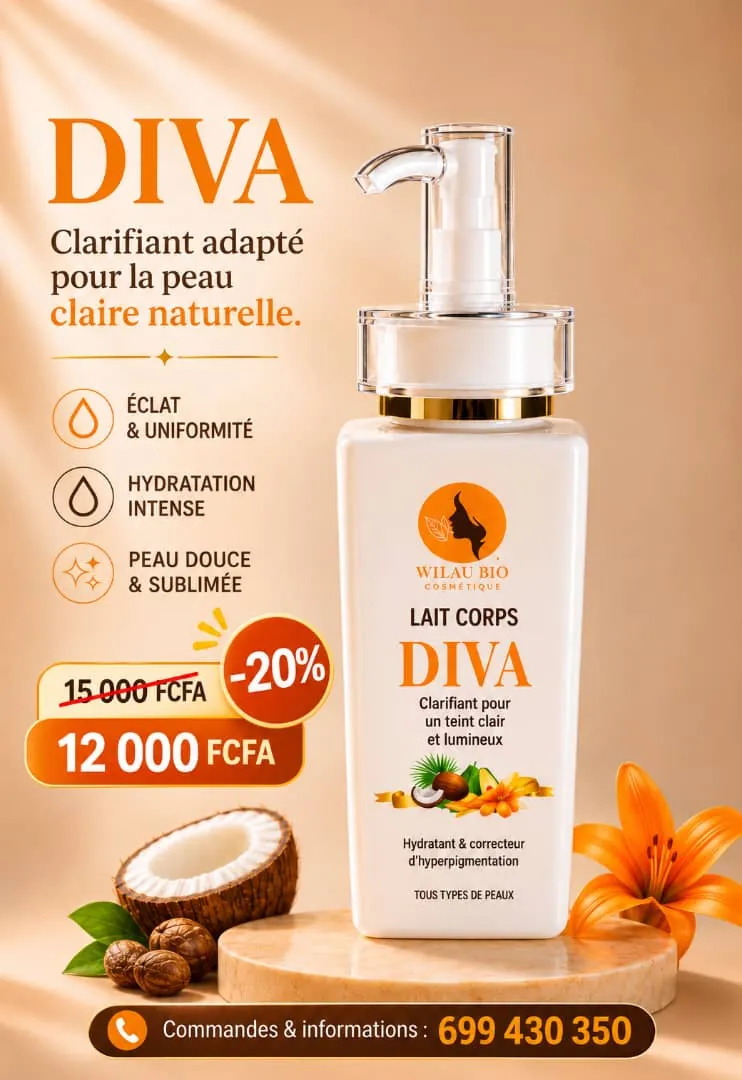 DIVA
Clarifiant adapté
pour la peau
claire naturelle.
ÉCLAT
& UNIFORMITÉ
HYDRATATION
INTENSE
PEAU DOUCE
& SUBLIMÉE
-20%
15 000 FCFA
12 000 FCFA
WILAU BIO
COSMÉTIQUE
LAIT CORPS
DIVA
Clarifiant pour
un teint clair
et lumineux
Hydratant & correcteur
d'hyperpigmentation
TOUS TYPES DE PEAUX
Commandes & informations : 699 430 350